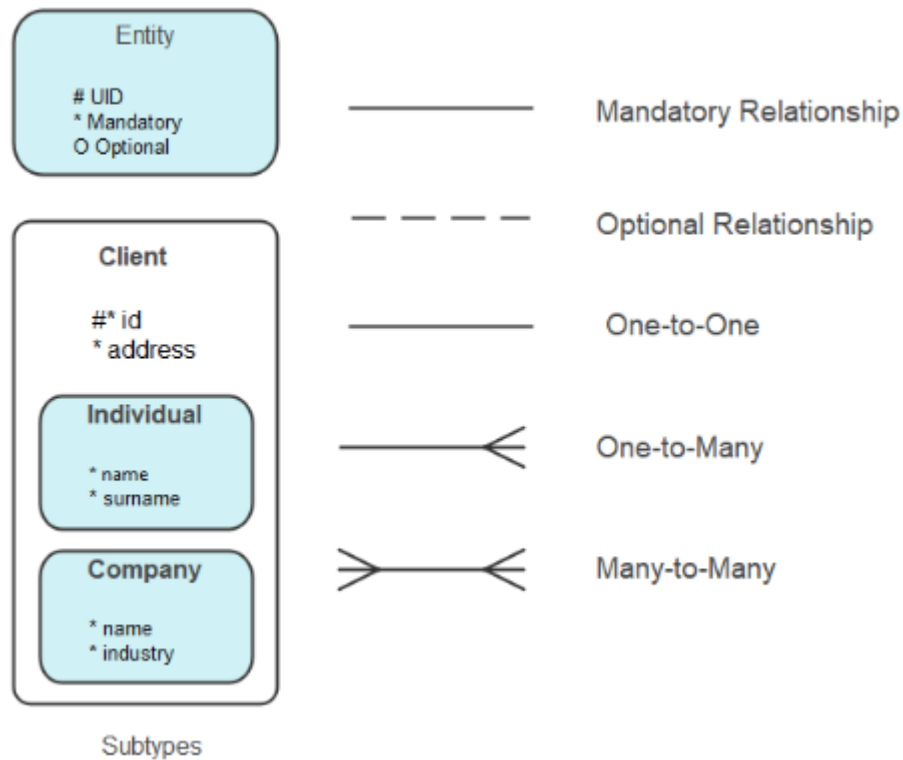 Entity
# UID
* Mandatory
O Optional
Client
#* id
* address
Individual
* name
* surname
Company
* name
* industry
Subtypes
Mandatory Relationship
Optional Relationship
One-to-One
One-to-Many
Many-to-Many